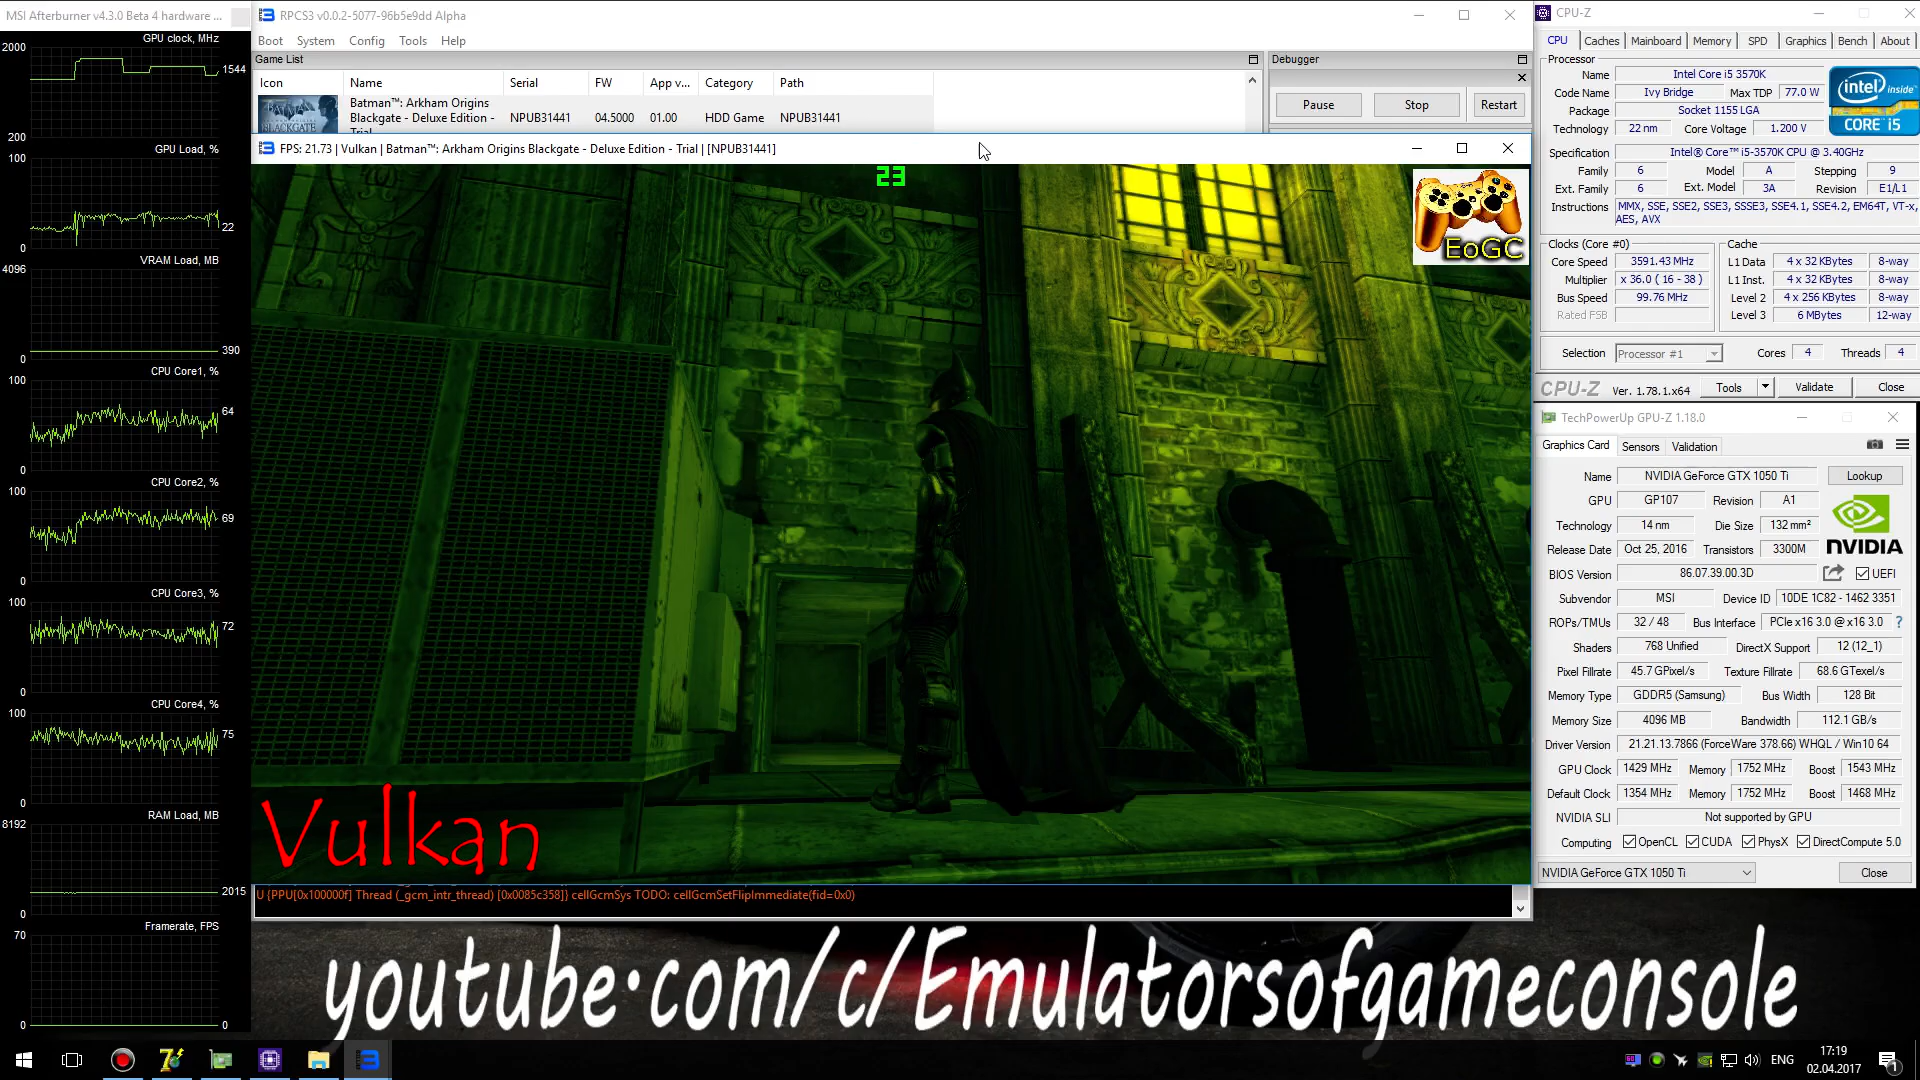 MSI Afterburner v4.3.0 Beta 4 hardware ...
GPU clock, MHz
2000
1544
200
GPU Load, %
100
22
0
VRAM Load, MB
4096
390
0
CPU Core1, %
100
64
0
CPU Core2, %
100
69
0
CPU Core3, %
100
72
0
CPU Core4, %
100
75
0
RAM Load, MB
8192
2015
0
Framerate, FPS
70
0
0
RPCS3 v0.0.2-5077-96b5e9dd Alpha
Boot System Config Tools Help
Game List
Icon Name Serial FW App v... Category Path
Batman™: Arkham Origins
Blackgate - Deluxe Edition - NPUB31441 04.5000 01.00 HDD Game NPUB31441
Trial
Debugger
Pause Stop Restart
FPS: 21.73 | Vulkan | Batman™: Arkham Origins Blackgate - Deluxe Edition - Trial | [NPUB31441]
23
EoGC
Vulkan
U {PPU[0x100000f] Thread (_gcm_intr_thread) [0x0085c358]} cellGcmSys TODO: cellGcmSetFlipImmediate(fid=0x0)
youtube.com/c/Emulatorsofgameconsole
CPU-Z
CPU Caches Mainboard Memory SPD Graphics Bench About
Processor
Name Intel Core i5 3570K
Code Name Ivy Bridge Max TDP 77.0 W
Package Socket 1155 LGA
Technology 22 nm Core Voltage 1.200 V
intel inside™
CORE i5
Specification Intel® Core™ i5-3570K CPU @ 3.40GHz
Family 6 Model A Stepping 9
Ext. Family 6 Ext. Model 3A Revision E1/L1
Instructions MMX, SSE, SSE2, SSE3, SSSE3, SSE4.1, SSE4.2, EM64T, VT-x,
AES, AVX
Clocks (Core #0)
Core Speed 3591.43 MHz
Multiplier x 36.0 ( 16 - 38 )
Bus Speed 99.76 MHz
Rated FSB
Cache
L1 Data 4 x 32 KBytes 8-way
L1 Inst. 4 x 32 KBytes 8-way
Level 2 4 x 256 KBytes 8-way
Level 3 6 MBytes 12-way
Selection Processor #1 Cores 4 Threads 4
CPU-Z Ver. 1.78.1.x64 Tools Validate Close
TechPowerUp GPU-Z 1.18.0
Graphics Card Sensors Validation
Name NVIDIA GeForce GTX 1050 Ti Lookup
GPU GP107 Revision A1
Technology 14 nm Die Size 132 mm²
Release Date Oct 25, 2016 Transistors 3300M
NVIDIA
BIOS Version 86.07.39.00.3D UEFI
Subvendor MSI Device ID 10DE 1C82 - 1462 3351
ROPs/TMUs 32 / 48 Bus Interface PCIe x16 3.0 @ x16 3.0 ?
Shaders 768 Unified DirectX Support 12 (12_1)
Pixel Fillrate 45.7 GPixel/s Texture Fillrate 68.6 GTexel/s
Memory Type GDDR5 (Samsung) Bus Width 128 Bit
Memory Size 4096 MB Bandwidth 112.1 GB/s
Driver Version 21.21.13.7866 (ForceWare 378.66) WHQL / Win10 64
GPU Clock 1429 MHz Memory 1752 MHz Boost 1543 MHz
Default Clock 1354 MHz Memory 1752 MHz Boost 1468 MHz
NVIDIA SLI Not supported by GPU
Computing OpenCL CUDA PhysX DirectCompute 5.0
NVIDIA GeForce GTX 1050 Ti Close
ENG
17:19
02.04.2017
1